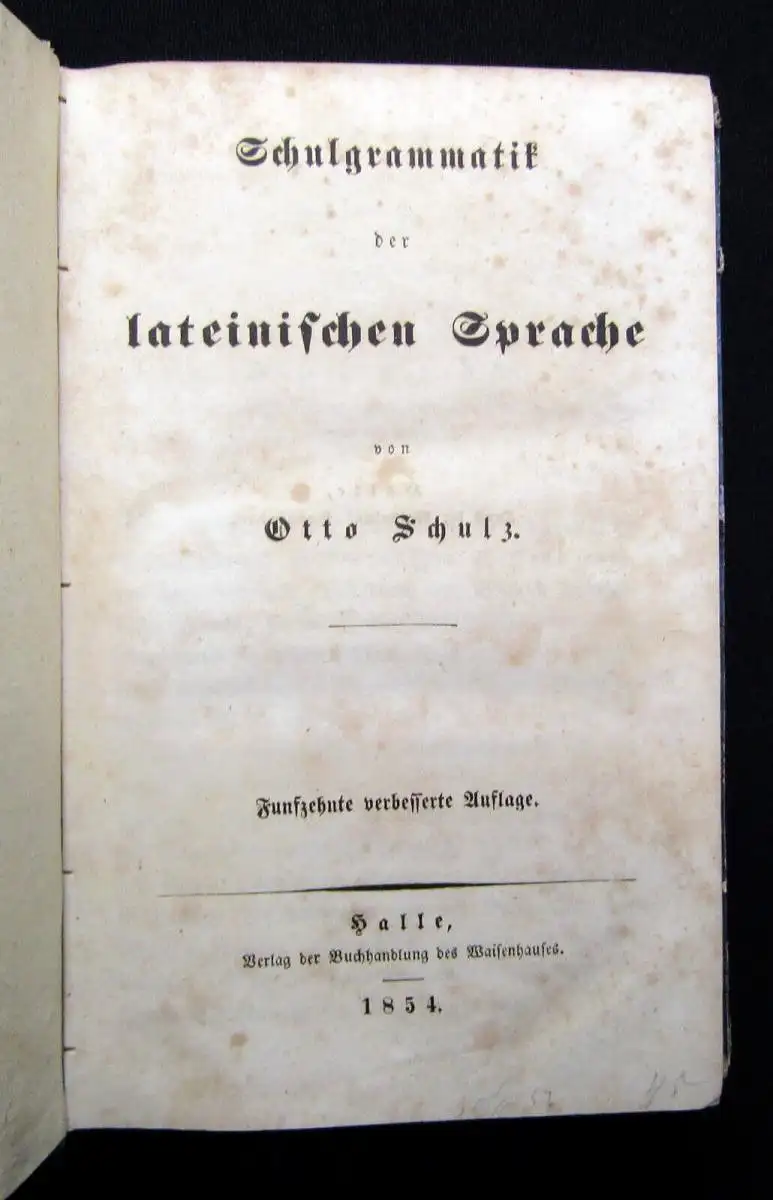 Schulgrammatik
der
lateinischen Sprache
von
Otto Schulz.
Funfzehnte verbesserte Auflage.
Halle,
Verlag der Buchhandlung des Waisenhauses.
1854.